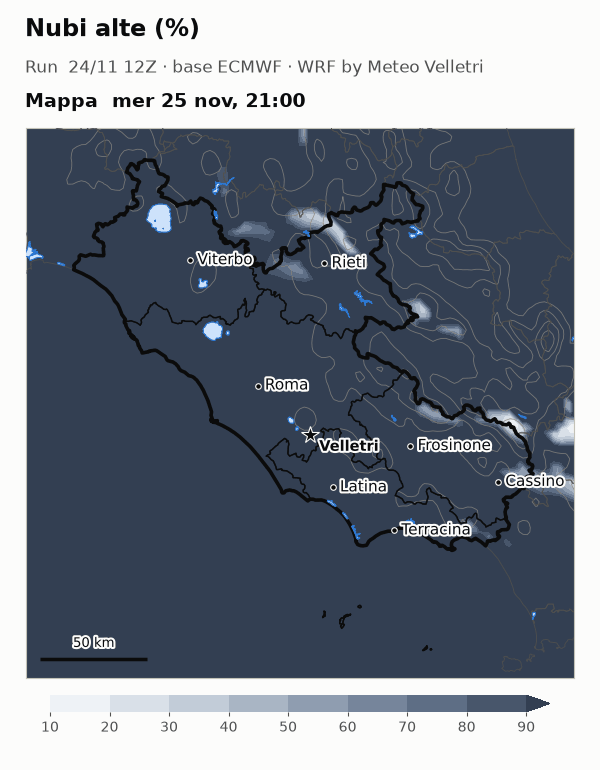 Nubi alte (%)
Run  24/11 12Z · base ECMWF · WRF by Meteo Velletri
Mappa  mer 25 nov, 21:00
Viterbo
Rieti
Roma
Velletri
Frosinone
Cassino
Latina
Terracina
50 km
10 20 30 40 50 60 70 80 90